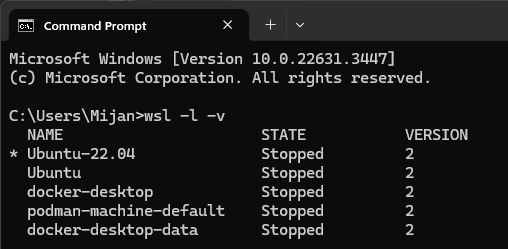 Command Prompt
Microsoft Windows [Version 10.0.22631.3447]
(c) Microsoft Corporation. All rights reserved.
C:\Users\Mijan>wsl -l -v
  NAME                      STATE           VERSION
* Ubuntu-22.04              Stopped         2
  Ubuntu                    Stopped         2
  docker-desktop            Stopped         2
  podman-machine-default    Stopped         2
  docker-desktop-data       Stopped         2